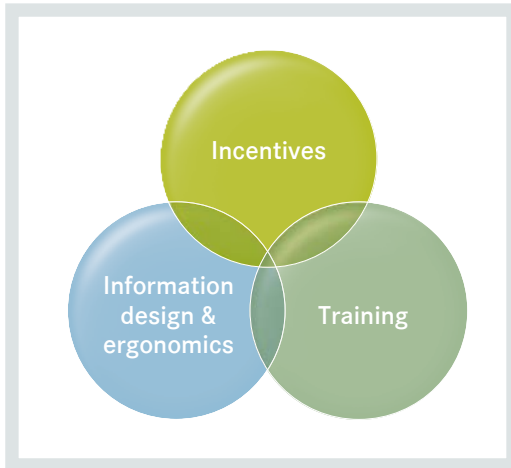 Incentives
Information
design &
ergonomics
Training